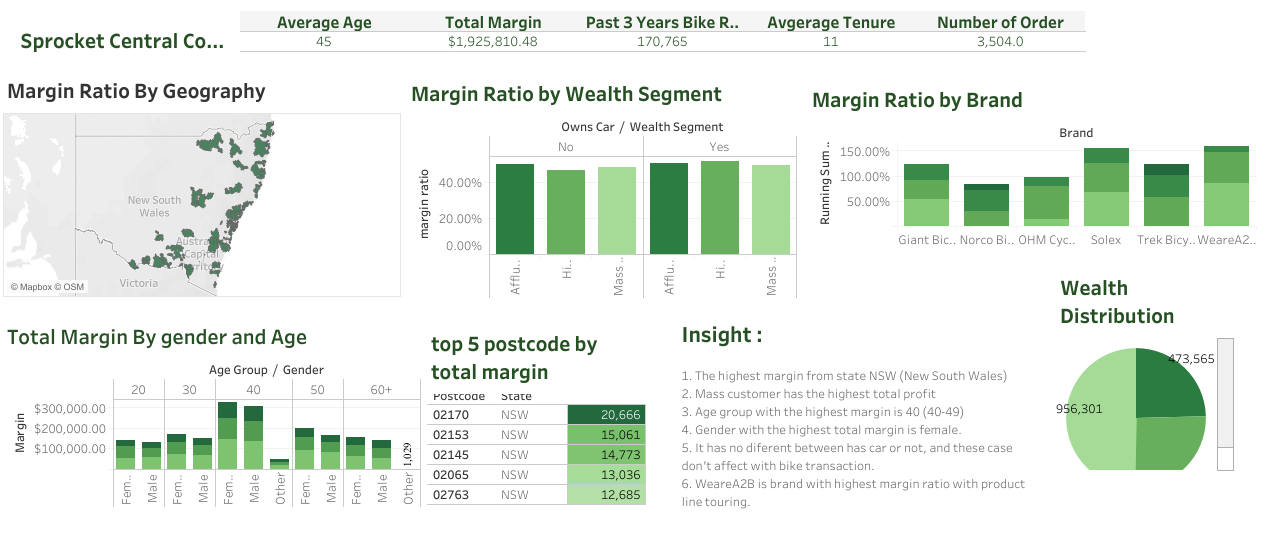 Sprocket Central Co...
Average Age Total Margin Past 3 Years Bike R.. Avgerage Tenure Number of Order
45 $1,925,810.48 170,765 11 3,504.0
Margin Ratio By Geography
New South
Wales
Victoria
© Mapbox © OSM
Margin Ratio by Wealth Segment
Owns Car / Wealth Segment
No Yes
margin ratio
40.00%
20.00%
0.00%
Afflu.. Hi.. Mass .. Afflu.. Hi.. Mass ..
Margin Ratio by Brand
Brand
Running Sum ..
150.00%
100.00%
50.00%
Giant Bic.. Norco Bi.. OHM Cyc.. Solex Trek Bicy.. WeareA2..
Total Margin By gender and Age
Age Group / Gender
20 30 40 50 60+
Margin
$300,000.00
$200,000.00
$100,000.00
1,029
Fem.. Male Fem.. Male Fem.. Male Other Fem.. Male Fem.. Male Other
top 5 postcode by
total margin
Postcode State
02170 NSW 20,666
02153 NSW 15,061
02145 NSW 14,773
02065 NSW 13,036
02763 NSW 12,685
Insight :
1. The highest margin from state NSW (New South Wales)
2. Mass customer has the highest total profit
3. Age group with the highest margin is 40 (40-49)
4. Gender with the highest total margin is female.
5. It has no diferent between has car or not, and these case
don't affect with bike transaction.
6. WeareA2B is brand with highest margin ratio with product
line touring.
Wealth
Distribution
473,565
956,301